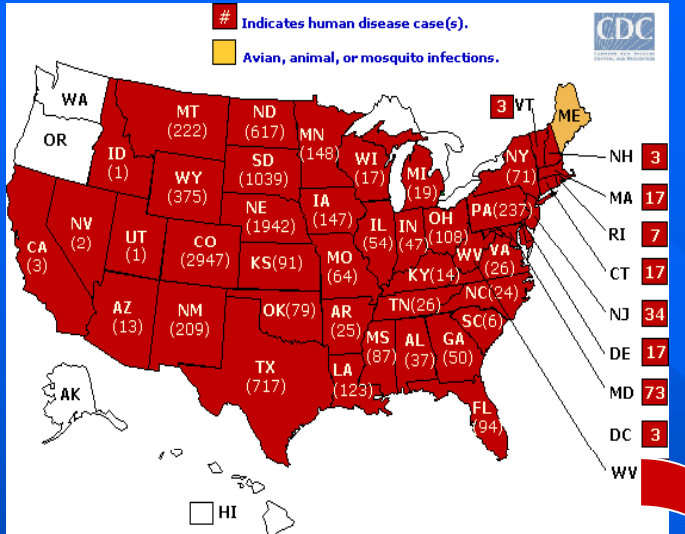 # Indicates human disease case(s).
Avian, animal, or mosquito infections.
CDC
WA
OR
MT
(222)
ND
(617)
MN
(148)
ID
(1)
WY
(375)
SD
(1039)
WI
(17)
MI
(19)
3 VT
ME
NY
(71)
NH 3
MA 17
RI 7
CT 17
NJ 34
DE 17
MD 73
DC 3
WV
CA
(3)
NV
(2)
UT
(1)
CO
(2947)
NE
(1942)
IA
(147)
IL
(54)
IN
(47)
OH
(108)
PA(237)
KS(91)
MO
(64)
KY(14)
WV
VA
(26)
AZ
(13)
NM
(209)
OK(79)
AR
(25)
TN(26)
NC(24)
SC(6)
TX
(717)
LA
(123)
MS
(87)
AL
(37)
GA
(50)
FL
(94)
AK
HI